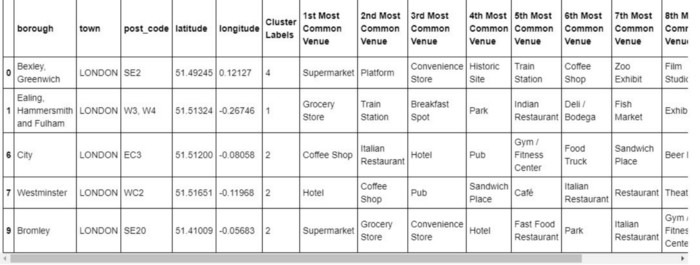 borough town post_code latitude longitude Cluster Labels 1st Most Common Venue 2nd Most Common Venue 3rd Most Common Venue 4th Most Common Venue 5th Most Common Venue 6th Most Common Venue 7th Most Common Venue 8th M
0 Bexley, Greenwich LONDON SE2 51.49245 0.12127 4 Supermarket Platform Convenience Store Historic Site Train Station Coffee Shop Zoo Exhibit Film
1 Ealing, Hammersmith and Fulham LONDON W3, W4 51.51324 -0.26746 1 Grocery Store Train Station Breakfast Spot Park Indian Restaurant Deli / Bodega Fish Market Exhib
6 City LONDON EC3 51.51200 -0.08058 2 Coffee Shop Italian Restaurant Hotel Pub Gym / Fitness Center Food Truck Sandwich Place Beer
7 Westminster LONDON WC2 51.51651 -0.11968 2 Hotel Coffee Shop Pub Sandwich Place Café Italian Restaurant Restaurant Theat
9 Bromley LONDON SE20 51.41009 -0.05683 2 Supermarket Grocery Store Convenience Store Hotel Fast Food Restaurant Park Italian Restaurant Gym /